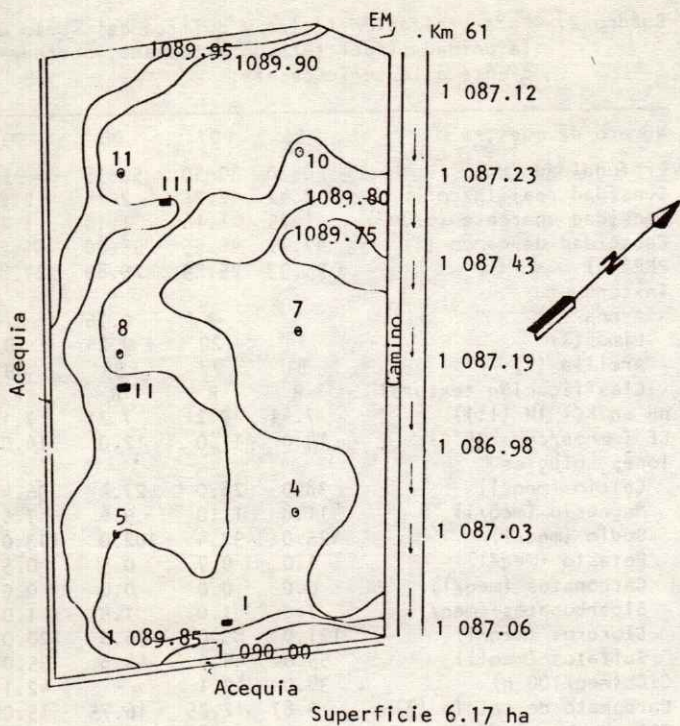 EM
.Km 61
1089.95
1089.90
1 087.12
11
10
III
1 087.23
1089.80
1089.75
1 087 43
N
7
8
Camino
Acequia
1 087.19
II
1 086.98
4
5
1 087.03
I
1 089.85
1 087.06
1 090.00
Acequia
Superficie 6.17 ha